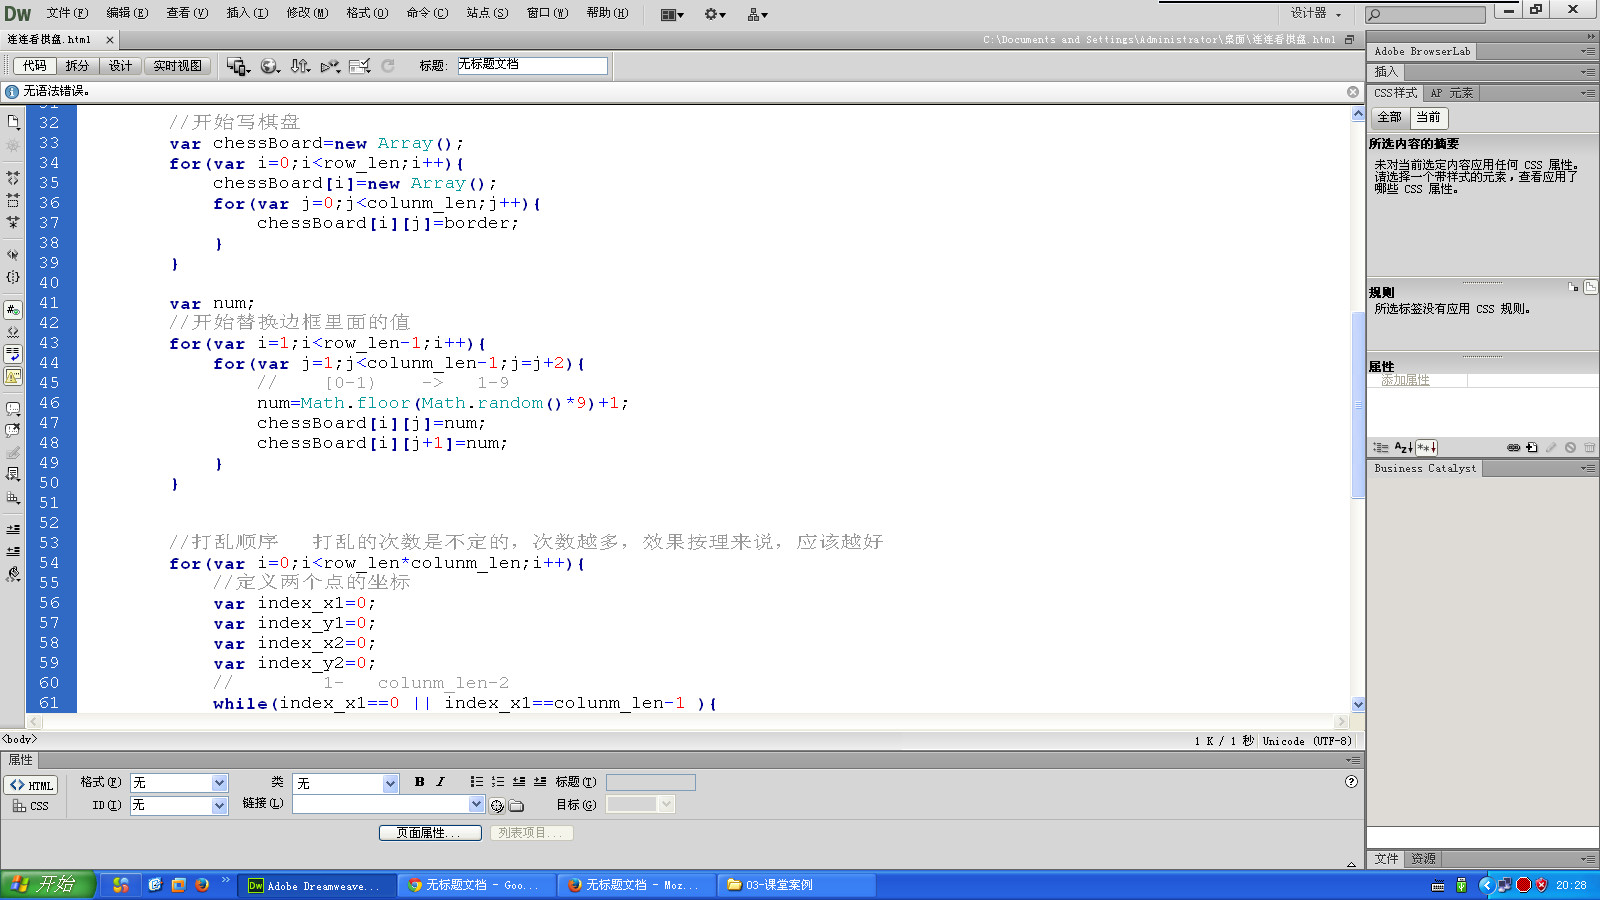 Dw 文件(F) 编辑(E) 查看(V) 插入(I) 修改(M) 格式(O) 命令(C) 站点(S) 窗口(W) 帮助(H) 设计器
连连看棋盘.html × C:\Documents and Settings\Administrator\桌面\连连看棋盘.html
代码 拆分 设计 实时视图 标题: 无标题文档
无语法错误。
31
32 //开始写棋盘
33 var chessBoard=new Array();
34 for(var i=0;i<row_len;i++){
35 chessBoard[i]=new Array();
36 for(var j=0;j<colunm_len;j++){
37 chessBoard[i][j]=border;
38 }
39 }
40
41 var num;
42 //开始替换边框里面的值
43 for(var i=1;i<row_len-1;i++){
44 for(var j=1;j<colunm_len-1;j=j+2){
45 // [0-1) -> 1-9
46 num=Math.floor(Math.random()*9)+1;
47 chessBoard[i][j]=num;
48 chessBoard[i][j+1]=num;
49 }
50 }
51
52
53 //打乱顺序 打乱的次数是不定的，次数越多，效果按理来说，应该越好
54 for(var i=0;i<row_len*colunm_len;i++){
55 //定义两个点的坐标
56 var index_x1=0;
57 var index_y1=0;
58 var index_x2=0;
59 var index_y2=0;
60 // 1- colunm_len-2
61 while(index_x1==0 || index_x1==colunm_len-1 ){
<body> 1 K / 1 秒 Unicode (UTF-8)
属性
<> HTML 格式(F) 无 类 无 B I 标题(T)
CSS ID(I) 无 链接(L) 目标(G)
页面属性... 列表项目...
Adobe BrowserLab
插入
CSS样式 AP 元素
全部 当前
所选内容的摘要
未对当前选定内容应用任何 CSS 属性。
请选择一个带样式的元素，查看应用了
哪些 CSS 属性。
规则
所选标签没有应用 CSS 规则。
属性
添加属性
Business Catalyst
文件 资源
开始 Dw Adobe Dreamweave... 无标题文档 - Goo... 无标题文档 - Moz... 03-课堂案例 20:28